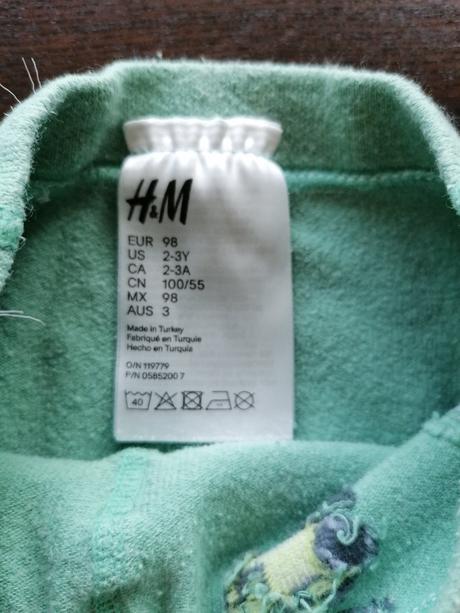 H&M
EUR 98
US 2-3Y
CA 2-3A
CN 100/55
MX 98
AUS 3
Made in Turkey
Fabriqué en Turquie
Hecho en Turquía
O/N 119779
P/N 0585200 7
40